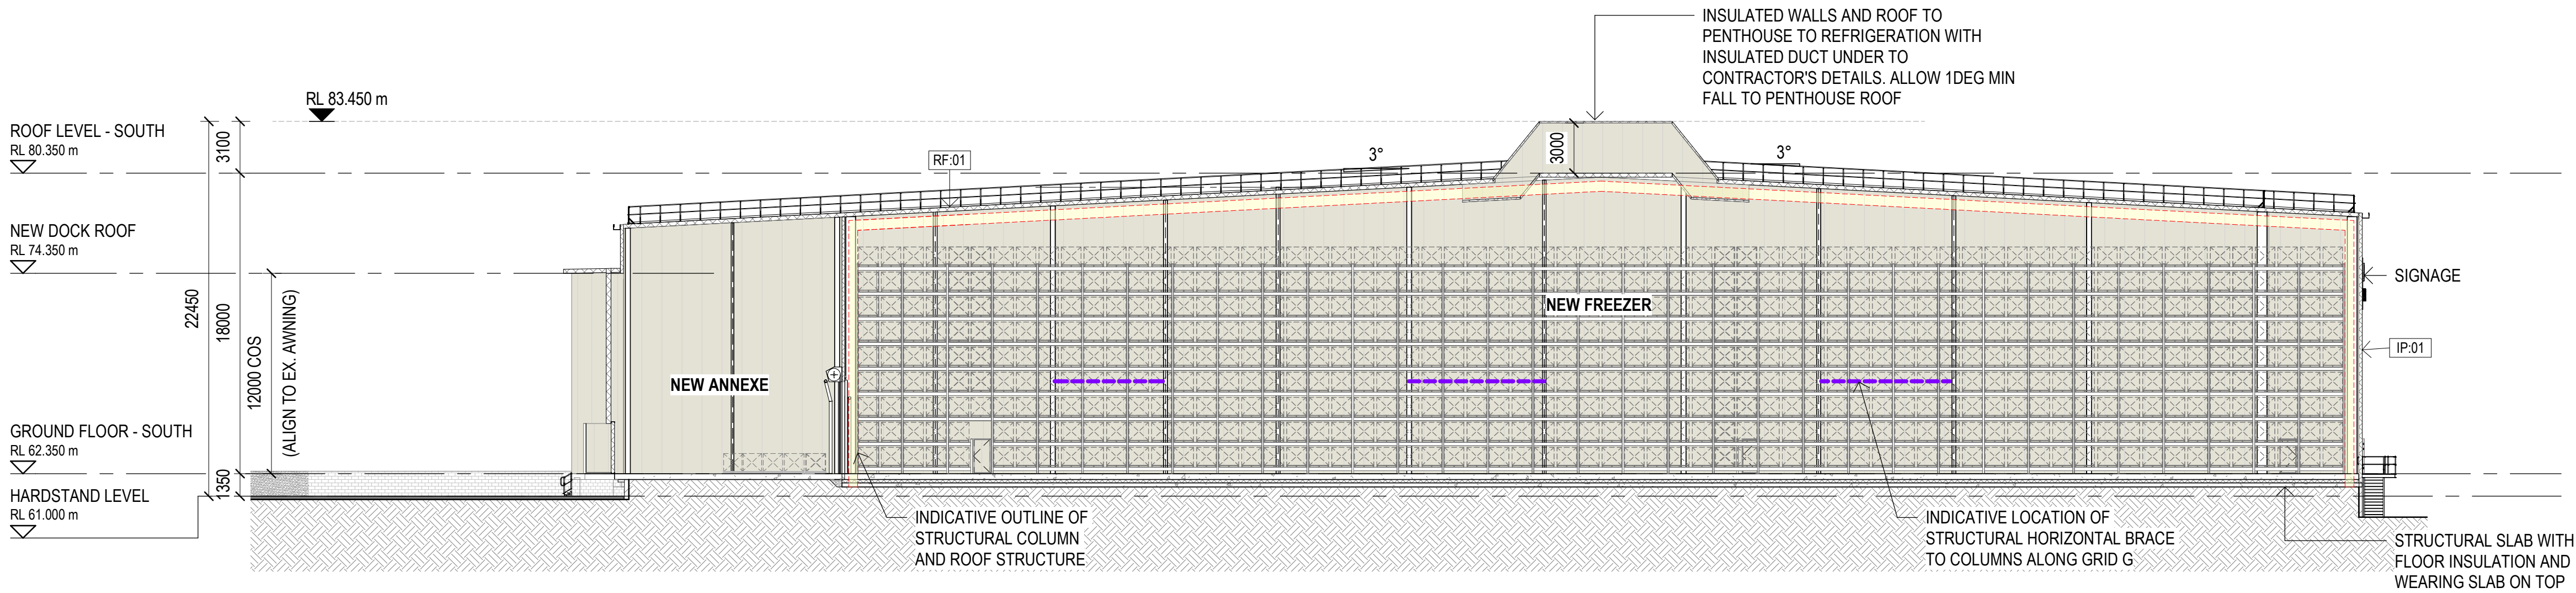 INSULATED WALLS AND ROOF TO
PENTHOUSE TO REFRIGERATION WITH
INSULATED DUCT UNDER TO
CONTRACTOR'S DETAILS. ALLOW 1DEG MIN
FALL TO PENTHOUSE ROOF
RL 83.450 m
ROOF LEVEL - SOUTH
RL 80.350 m
3100
RF:01
3°
3000
3°
NEW DOCK ROOF
RL 74.350 m
22450
18000
12000 COS
(ALIGN TO EX. AWNING)
NEW ANNEXE
NEW FREEZER
SIGNAGE
IP:01
GROUND FLOOR - SOUTH
RL 62.350 m
1350
HARDSTAND LEVEL
RL 61.000 m
INDICATIVE OUTLINE OF
STRUCTURAL COLUMN
AND ROOF STRUCTURE
INDICATIVE LOCATION OF
STRUCTURAL HORIZONTAL BRACE
TO COLUMNS ALONG GRID G
STRUCTURAL SLAB WITH
FLOOR INSULATION AND
WEARING SLAB ON TOP